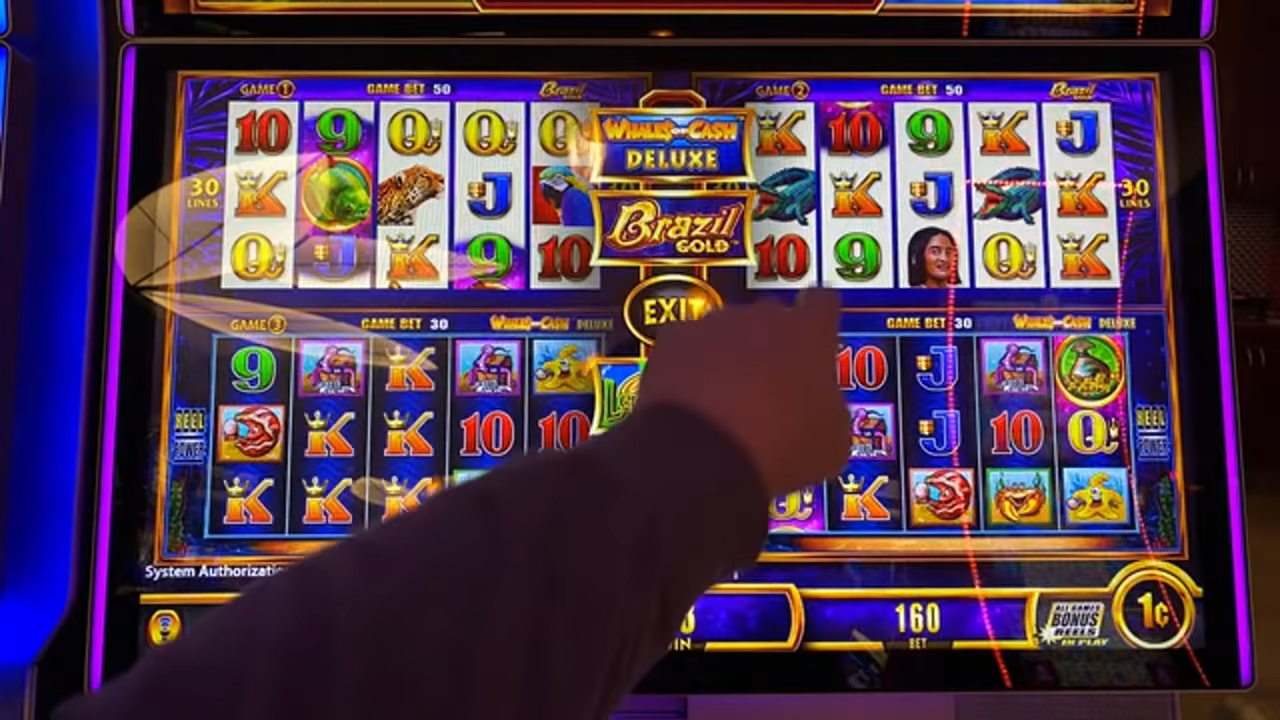 GAME 1 GAME BET 50 Brazil GOLD
GAME 2 GAME BET 50 Brazil GOLD
10 9 Q Q Q
K 10 9 K J
WHALES OF CASH
DELUXE
30
LINES
K J
K J K
30
LINES
Brazil
GOLD
Q J K 9 10
10 9 Q K
EXIT
GAME 3 GAME BET 30 WHALES OF CASH DELUXE
GAME BET 30 WHALES OF CASH DELUXE
9 K
10 J
REEL
POWER
K K 10 10
J 10 Q
REEL
POWER
K K K
Q K
System
160
BET
WIN
ALL GAMES
BONUS
REELS
IN PLAY
1¢